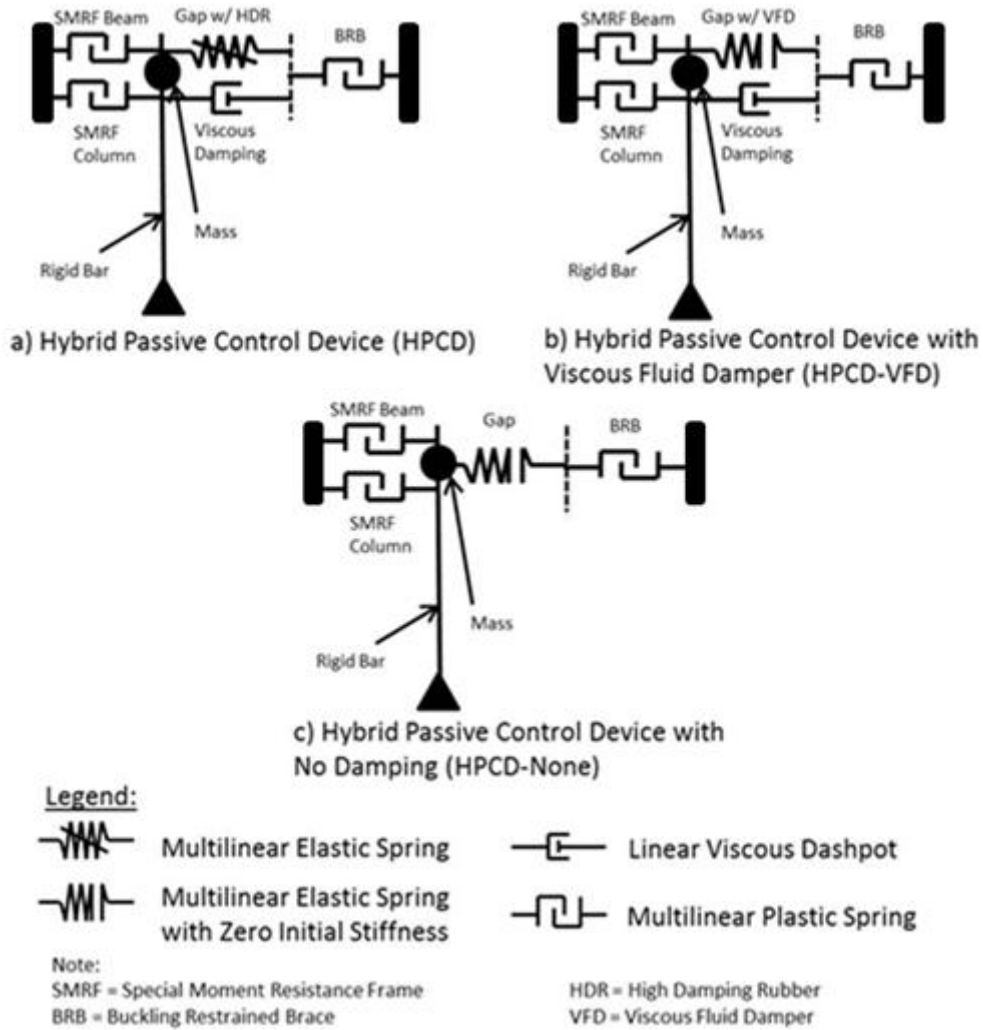 SMRF Beam
Gap w/ HDR
BRB
SMRF
Column
Viscous
Damping
Mass
Rigid Bar
a) Hybrid Passive Control Device (HPCD)
SMRF Beam
Gap w/ VFD
BRB
SMRF
Column
Viscous
Damping
Mass
Rigid Bar
b) Hybrid Passive Control Device with
Viscous Fluid Damper (HPCD-VFD)
SMRF Beam
Gap
BRB
SMRF
Column
Mass
Rigid Bar
c) Hybrid Passive Control Device with
No Damping (HPCD-None)
Legend:
Multilinear Elastic Spring
Linear Viscous Dashpot
Multilinear Elastic Spring
with Zero Initial Stiffness
Multilinear Plastic Spring
Note:
SMRF = Special Moment Resistance Frame
BRB = Buckling Restrained Brace
HDR = High Damping Rubber
VFD = Viscous Fluid Damper